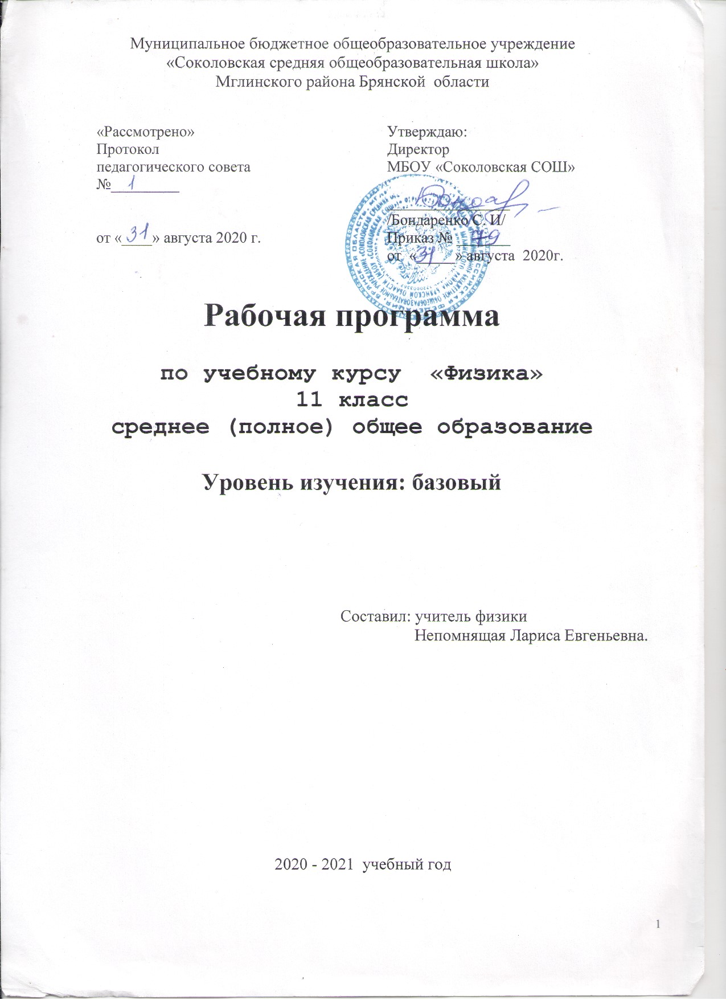 Муниципальное бюджетное общеобразовательное учреждение
«Соколовская средняя общеобразовательная школа»
Мглинского района Брянской области
«Рассмотрено»
Протокол
педагогического совета
№ 1
от «31» августа 2020 г.
Утверждаю:
Директор
МБОУ «Соколовская СОШ»
/Бондаренко С. И/
Приказ № 79
от «31» августа 2020г.
Рабочая программа
по учебному курсу «Физика»
11 класс
среднее (полное) общее образование
Уровень изучения: базовый
Составил: учитель физики
Непомнящая Лариса Евгеньевна.
2020 - 2021 учебный год
1